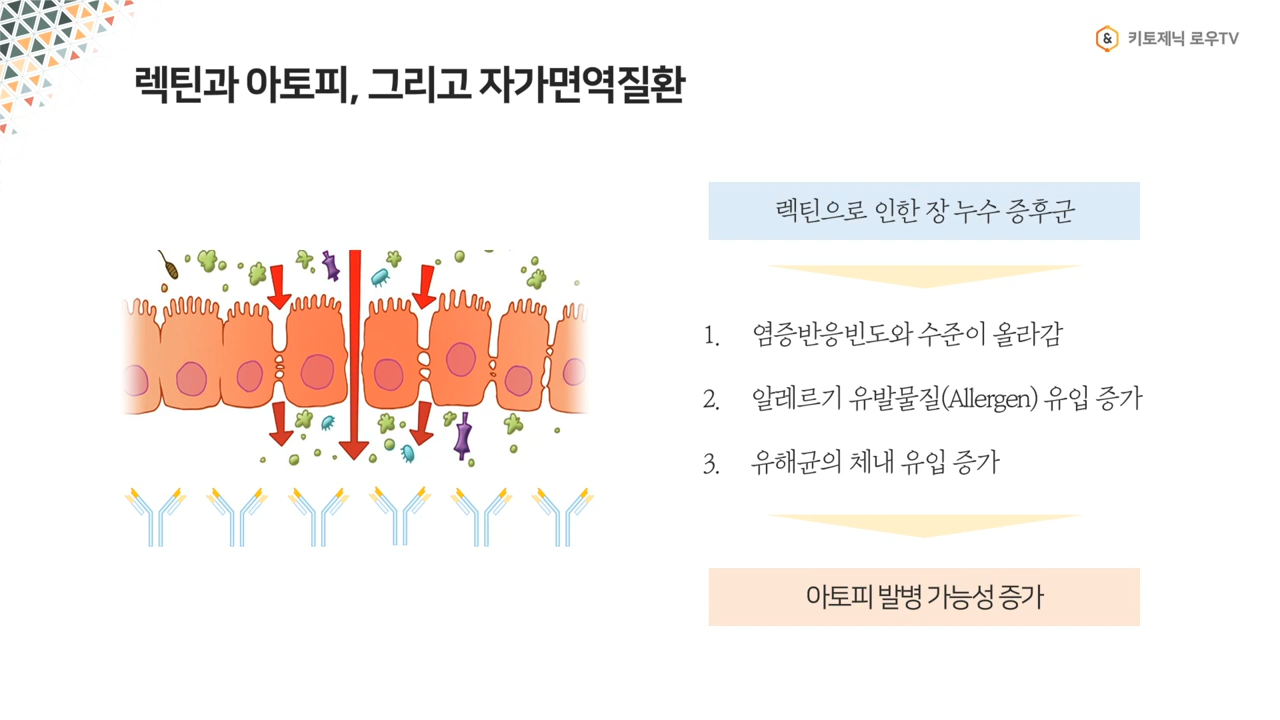 & 키토제닉 로우TV
렉틴과 아토피, 그리고 자가면역질환
렉틴으로 인한 장 누수 증후군
1. 염증반응빈도와 수준이 올라감
2. 알레르기 유발물질(Allergen) 유입 증가
3. 유해균의 체내 유입 증가
아토피 발병 가능성 증가